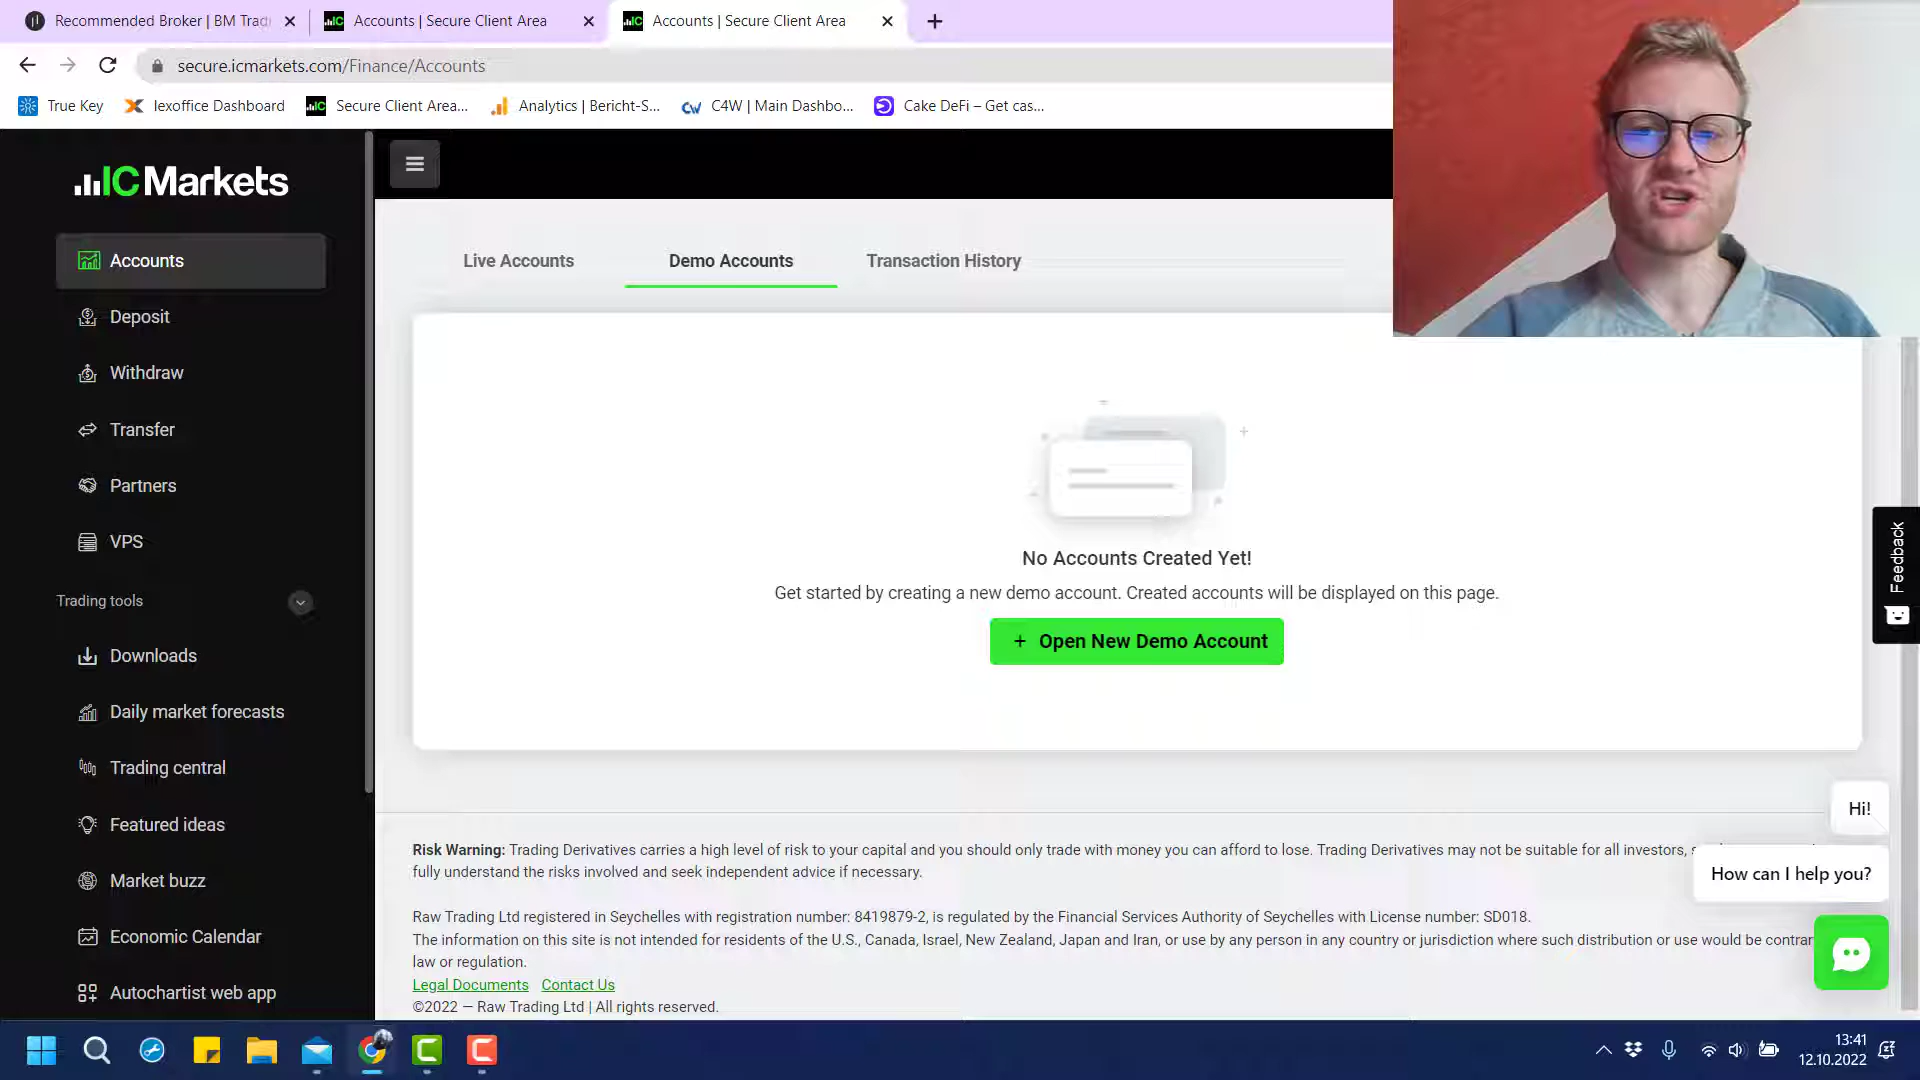 Recommended Broker | BM Trad
Accounts | Secure Client Area
Accounts | Secure Client Area
secure.icmarkets.com/Finance/Accounts
True Key
lexoffice Dashboard
Secure Client Area...
Analytics | Bericht-S...
C4W | Main Dashbo...
Cake DeFi – Get cas...
IC Markets
Accounts
Deposit
Withdraw
Transfer
Partners
VPS
Trading tools
Downloads
Daily market forecasts
Trading central
Featured ideas
Market buzz
Economic Calendar
Autochartist web app
Live Accounts
Demo Accounts
Transaction History
No Accounts Created Yet!
Get started by creating a new demo account. Created accounts will be displayed on this page.
+ Open New Demo Account
Feedback
Hi!
How can I help you?
Risk Warning: Trading Derivatives carries a high level of risk to your capital and you should only trade with money you can afford to lose. Trading Derivatives may not be suitable for all investors,
fully understand the risks involved and seek independent advice if necessary.
Raw Trading Ltd registered in Seychelles with registration number: 8419879-2, is regulated by the Financial Services Authority of Seychelles with License number: SD018.
The information on this site is not intended for residents of the U.S., Canada, Israel, New Zealand, Japan and Iran, or use by any person in any country or jurisdiction where such distribution or use would be contrar
law or regulation.
Legal Documents Contact Us
©2022 — Raw Trading Ltd | All rights reserved.
13:41
12.10.2022